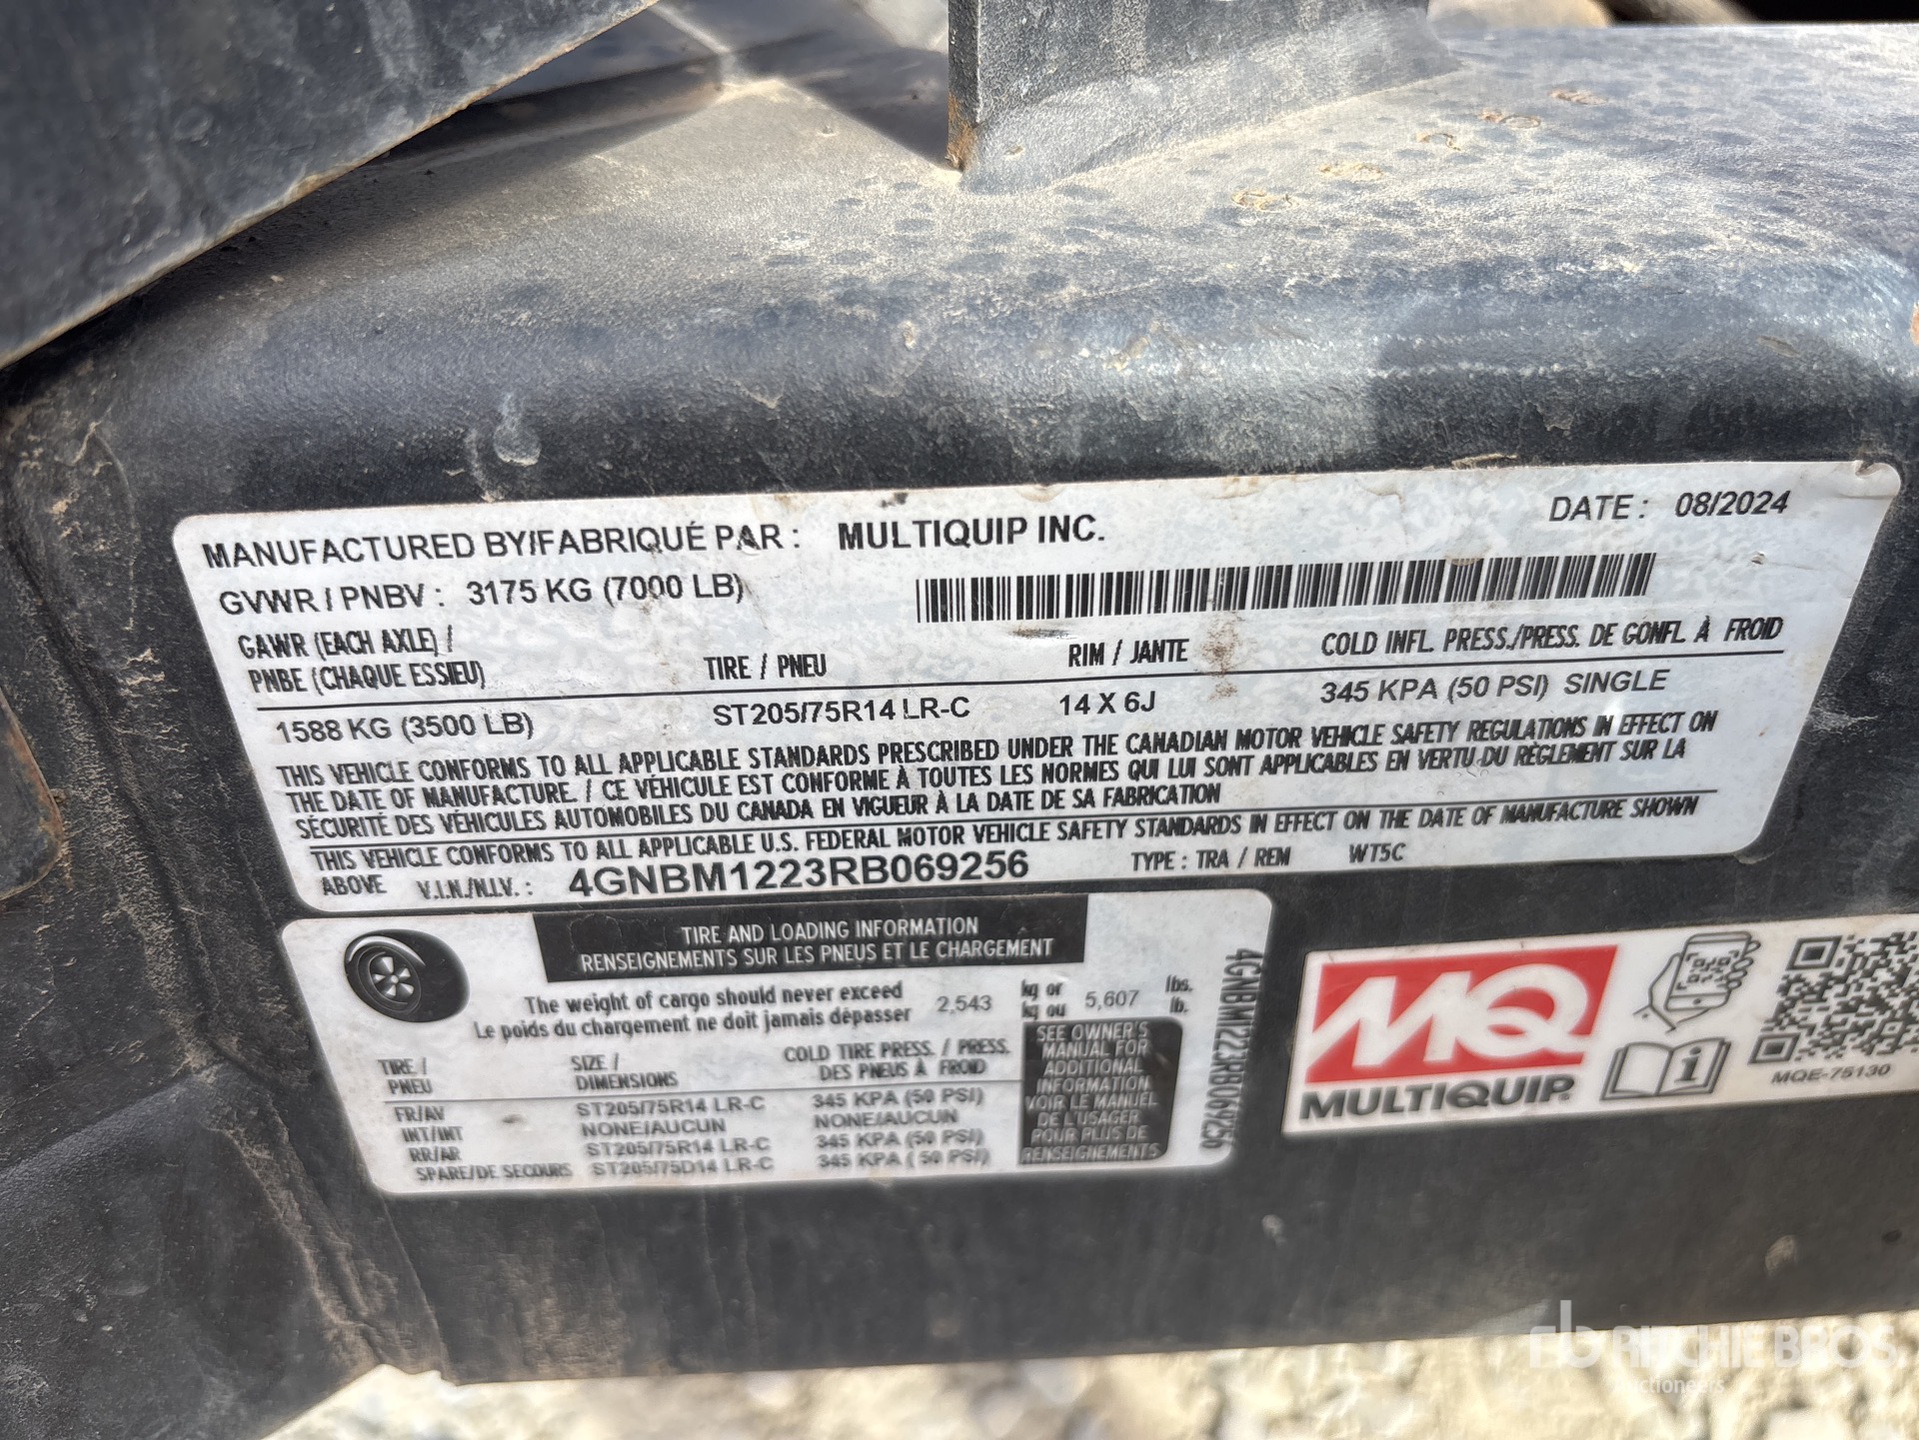 MANUFACTURED BY/FABRIQUÉ PAR : MULTIQUIP INC. DATE : 08/2024
GVWR / PNBV : 3175 KG (7000 LB)
GAWR (EACH AXLE) /
PNBE (CHAQUE ESSIEU) TIRE / PNEU RIM / JANTE COLD INFL. PRESS./PRESS. DE GONFL. À FROID
1588 KG (3500 LB) ST205/75R14 LR-C 14 X 6J 345 KPA (50 PSI) SINGLE
THIS VEHICLE CONFORMS TO ALL APPLICABLE STANDARDS PRESCRIBED UNDER THE CANADIAN MOTOR VEHICLE SAFETY REGULATIONS IN EFFECT ON
THE DATE OF MANUFACTURE. / CE VÉHICULE EST CONFORME À TOUTES LES NORMES QUI LUI SONT APPLICABLES EN VERTU DU RÈGLEMENT SUR LA
SÉCURITÉ DES VÉHICULES AUTOMOBILES DU CANADA EN VIGUEUR À LA DATE DE SA FABRICATION
THIS VEHICLE CONFORMS TO ALL APPLICABLE U.S. FEDERAL MOTOR VEHICLE SAFETY STANDARDS IN EFFECT ON THE DATE OF MANUFACTURE SHOWN
ABOVE V.I.N./N.I.V. : 4GNBM1223RB069256 TYPE : TRA / REM WT5C
TIRE AND LOADING INFORMATION
RENSEIGNEMENTS SUR LES PNEUS ET LE CHARGEMENT
The weight of cargo should never exceed 2,543 kg or 5,607 lbs.
Le poids du chargement ne doit jamais dépasser kg ou lb.
TIRE / SIZE / COLD TIRE PRESS. / PRESS.
PNEU DIMENSIONS DES PNEUS À FROID
FR/AV ST205/75R14 LR-C 345 KPA (50 PSI)
INT/INT NONE/AUCUN NONE/AUCUN
RR/AR ST205/75R14 LR-C 345 KPA (50 PSI)
SPARE/DE SECOURS ST205/75D14 LR-C 345 KPA ( 50 PSI)
SEE OWNER'S
MANUAL FOR
ADDITIONAL
INFORMATION
VOIR LE MANUEL
DE L'USAGER
POUR PLUS DE
RENSEIGNEMENTS
4GNBM1223RB069256
MQ
MULTIQUIP
MQE-75130
rb RITCHIE BROS.
Auctioneers